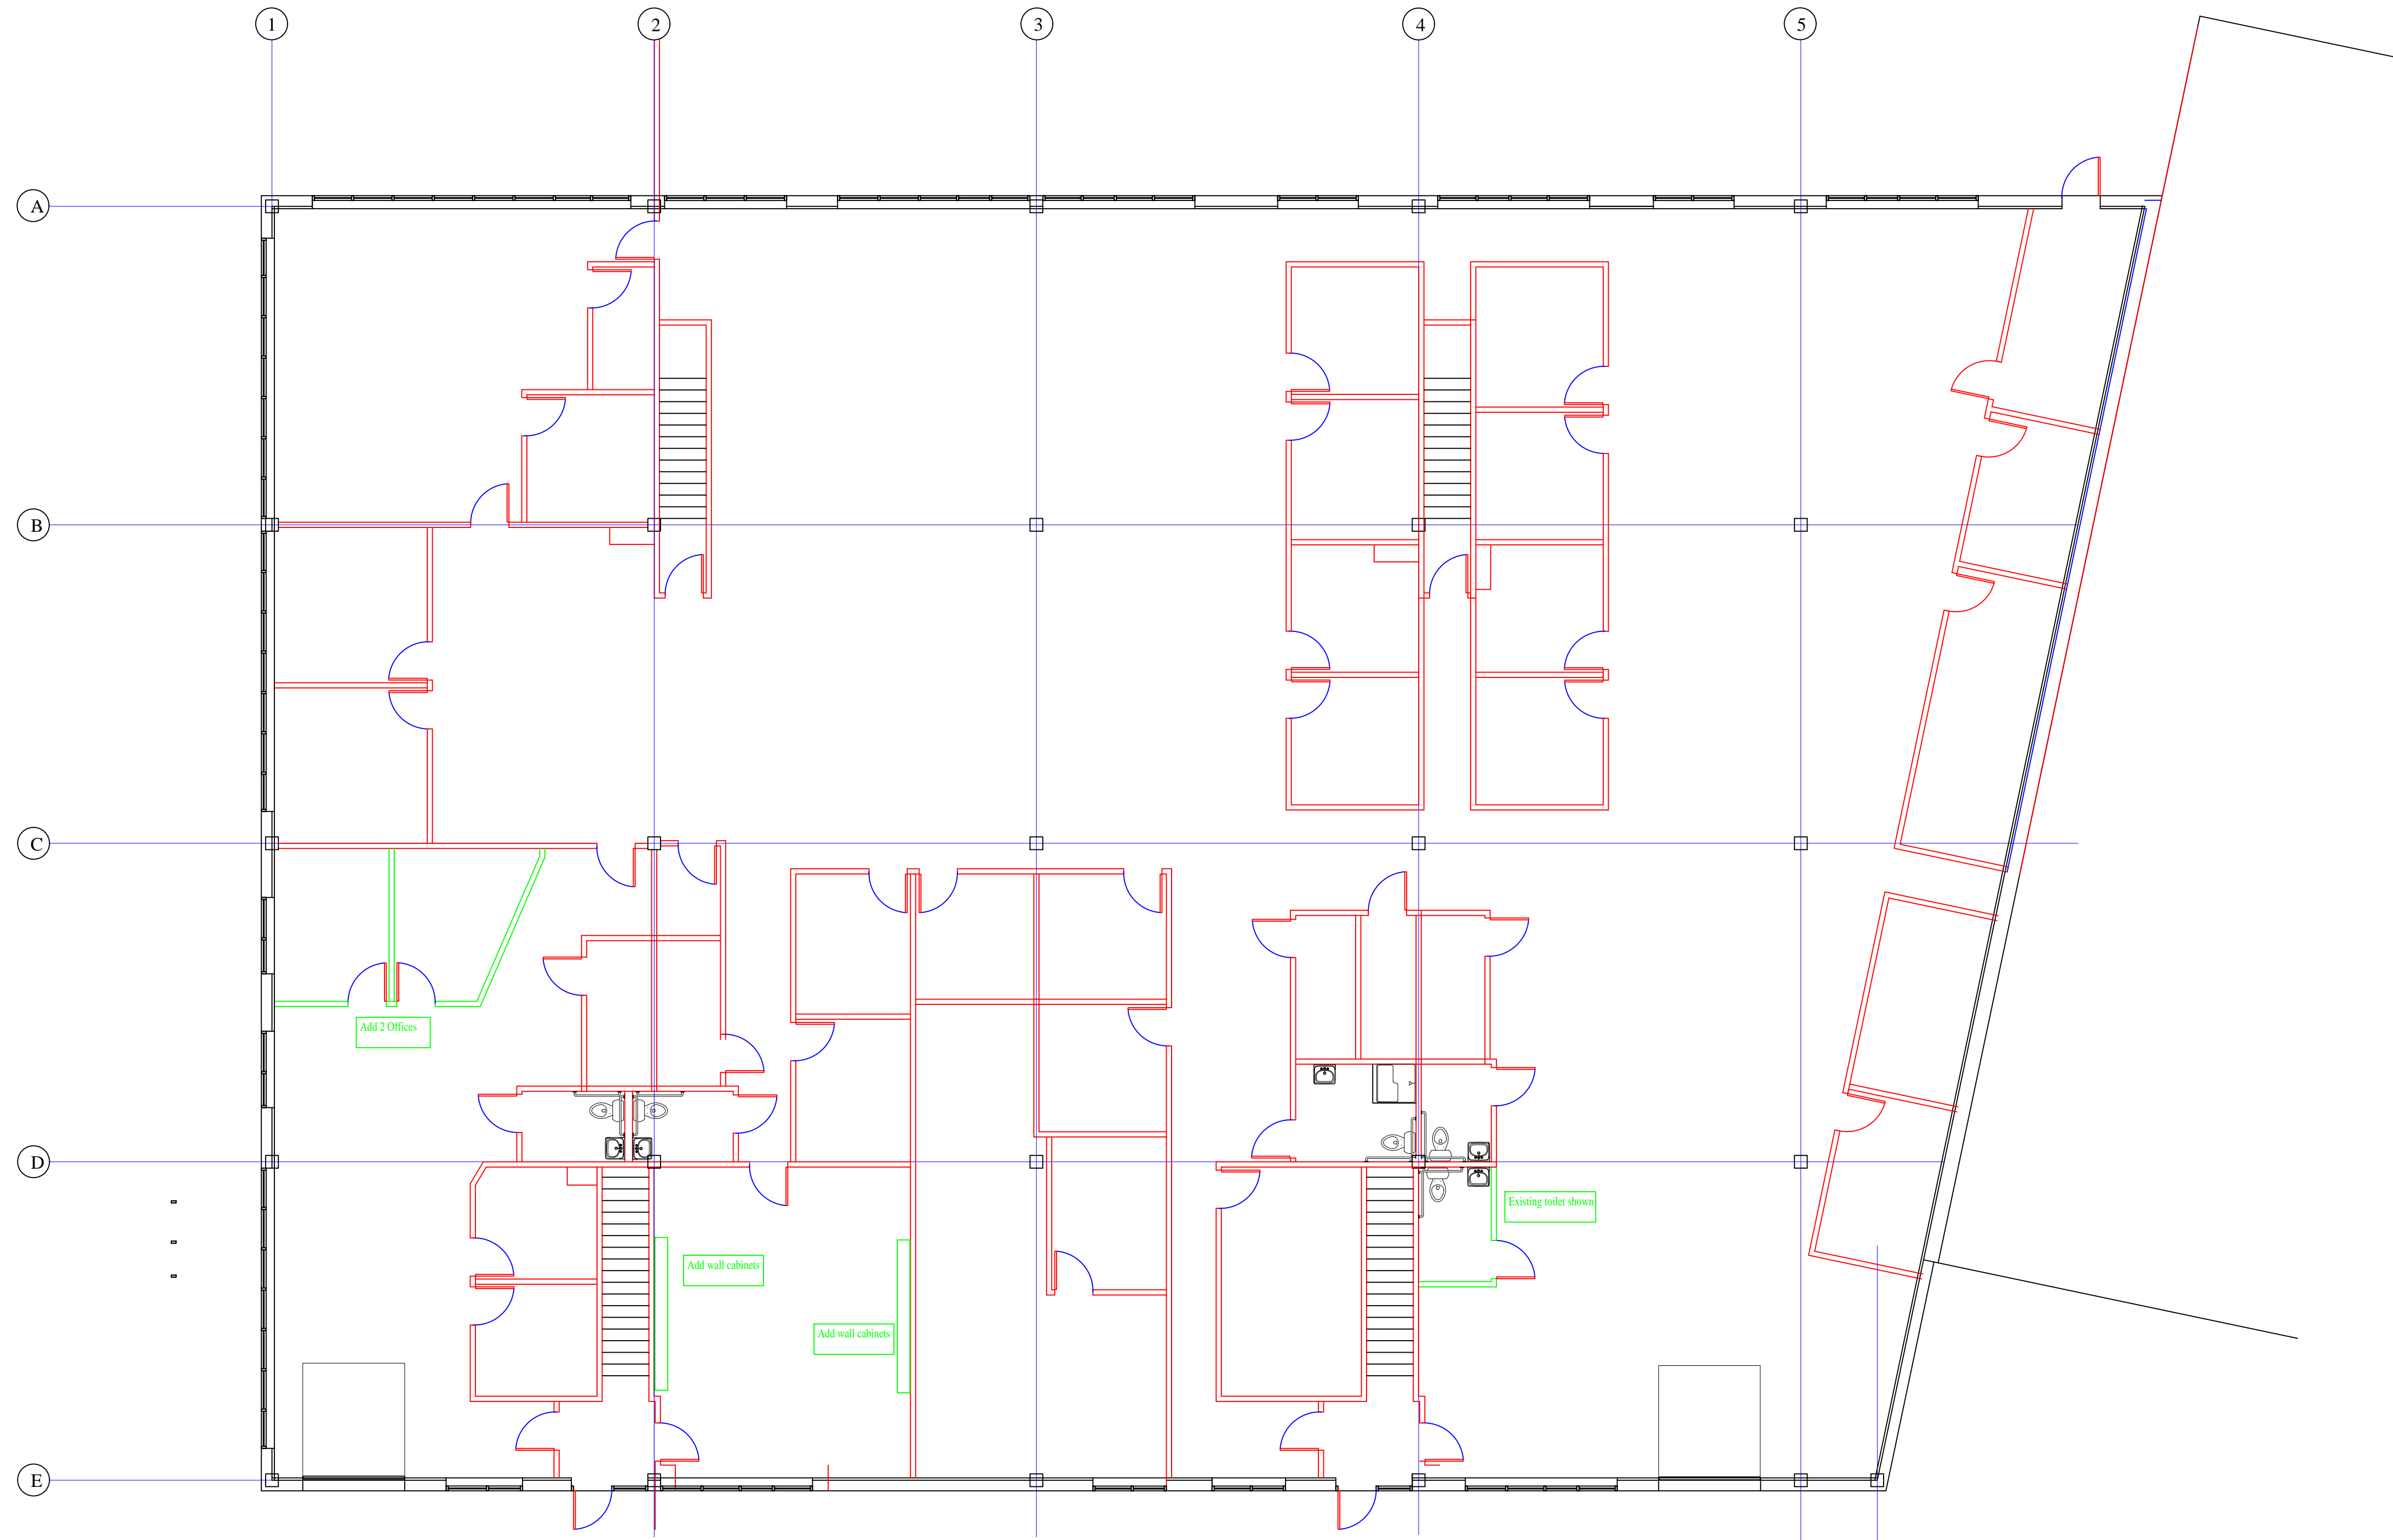 1
2
3
4
5
A
B
C
Add 2 Offices
D
Existing toilet shown
Add wall cabinets
Add wall cabinets
E